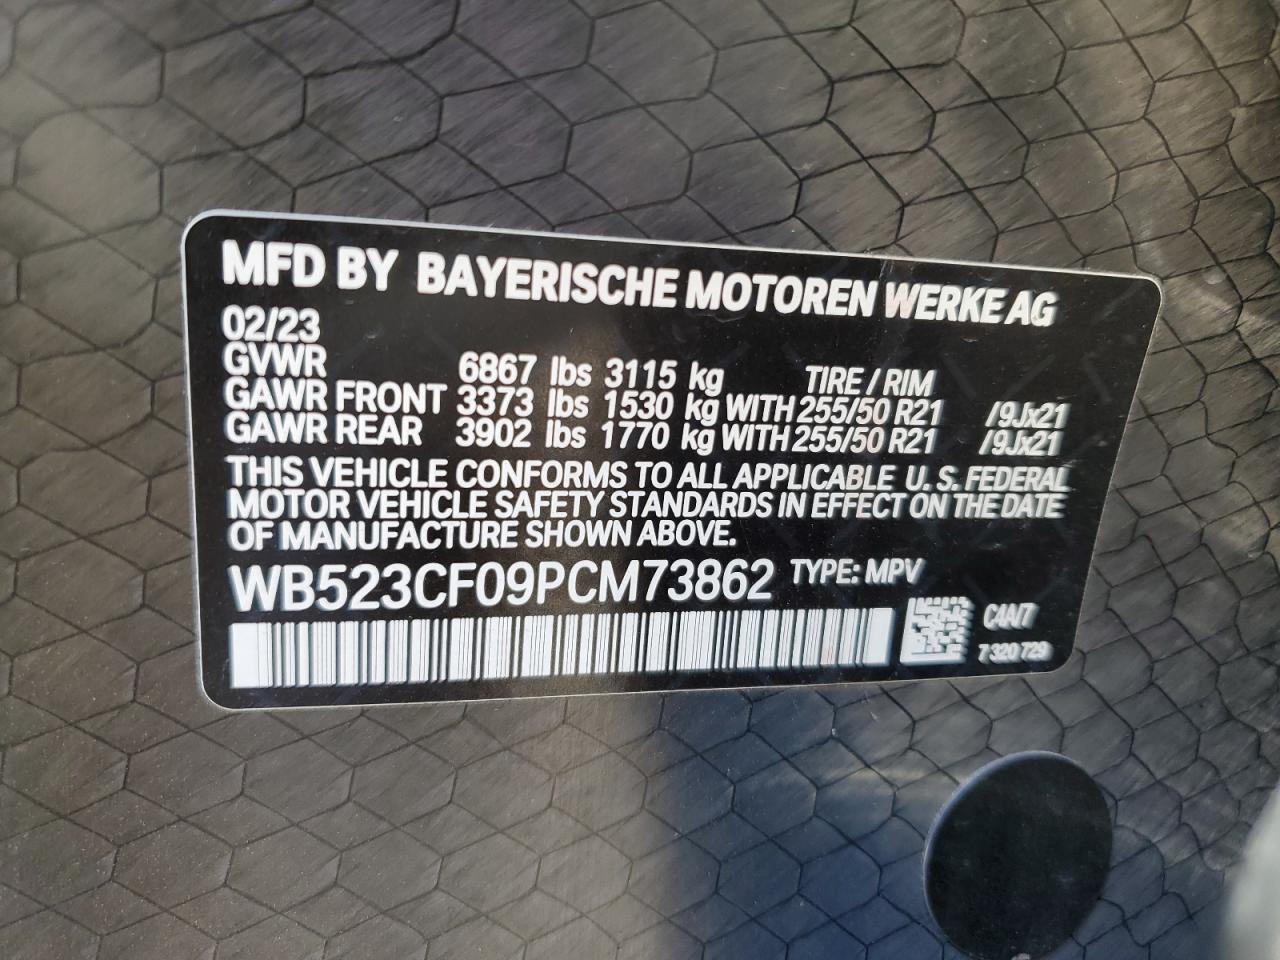 MFD BY BAYERISCHE MOTOREN WERKE AG
02/23
GVWR 6867 lbs 3115 kg TIRE / RIM
GAWR FRONT 3373 lbs 1530 kg WITH 255/50 R21 /9Jx21
GAWR REAR 3902 lbs 1770 kg WITH 255/50 R21 /9Jx21
THIS VEHICLE CONFORMS TO ALL APPLICABLE U. S. FEDERAL
MOTOR VEHICLE SAFETY STANDARDS IN EFFECT ON THE DATE
OF MANUFACTURE SHOWN ABOVE.
WB523CF09PCM73862 TYPE: MPV
CAA/7
7 320 729